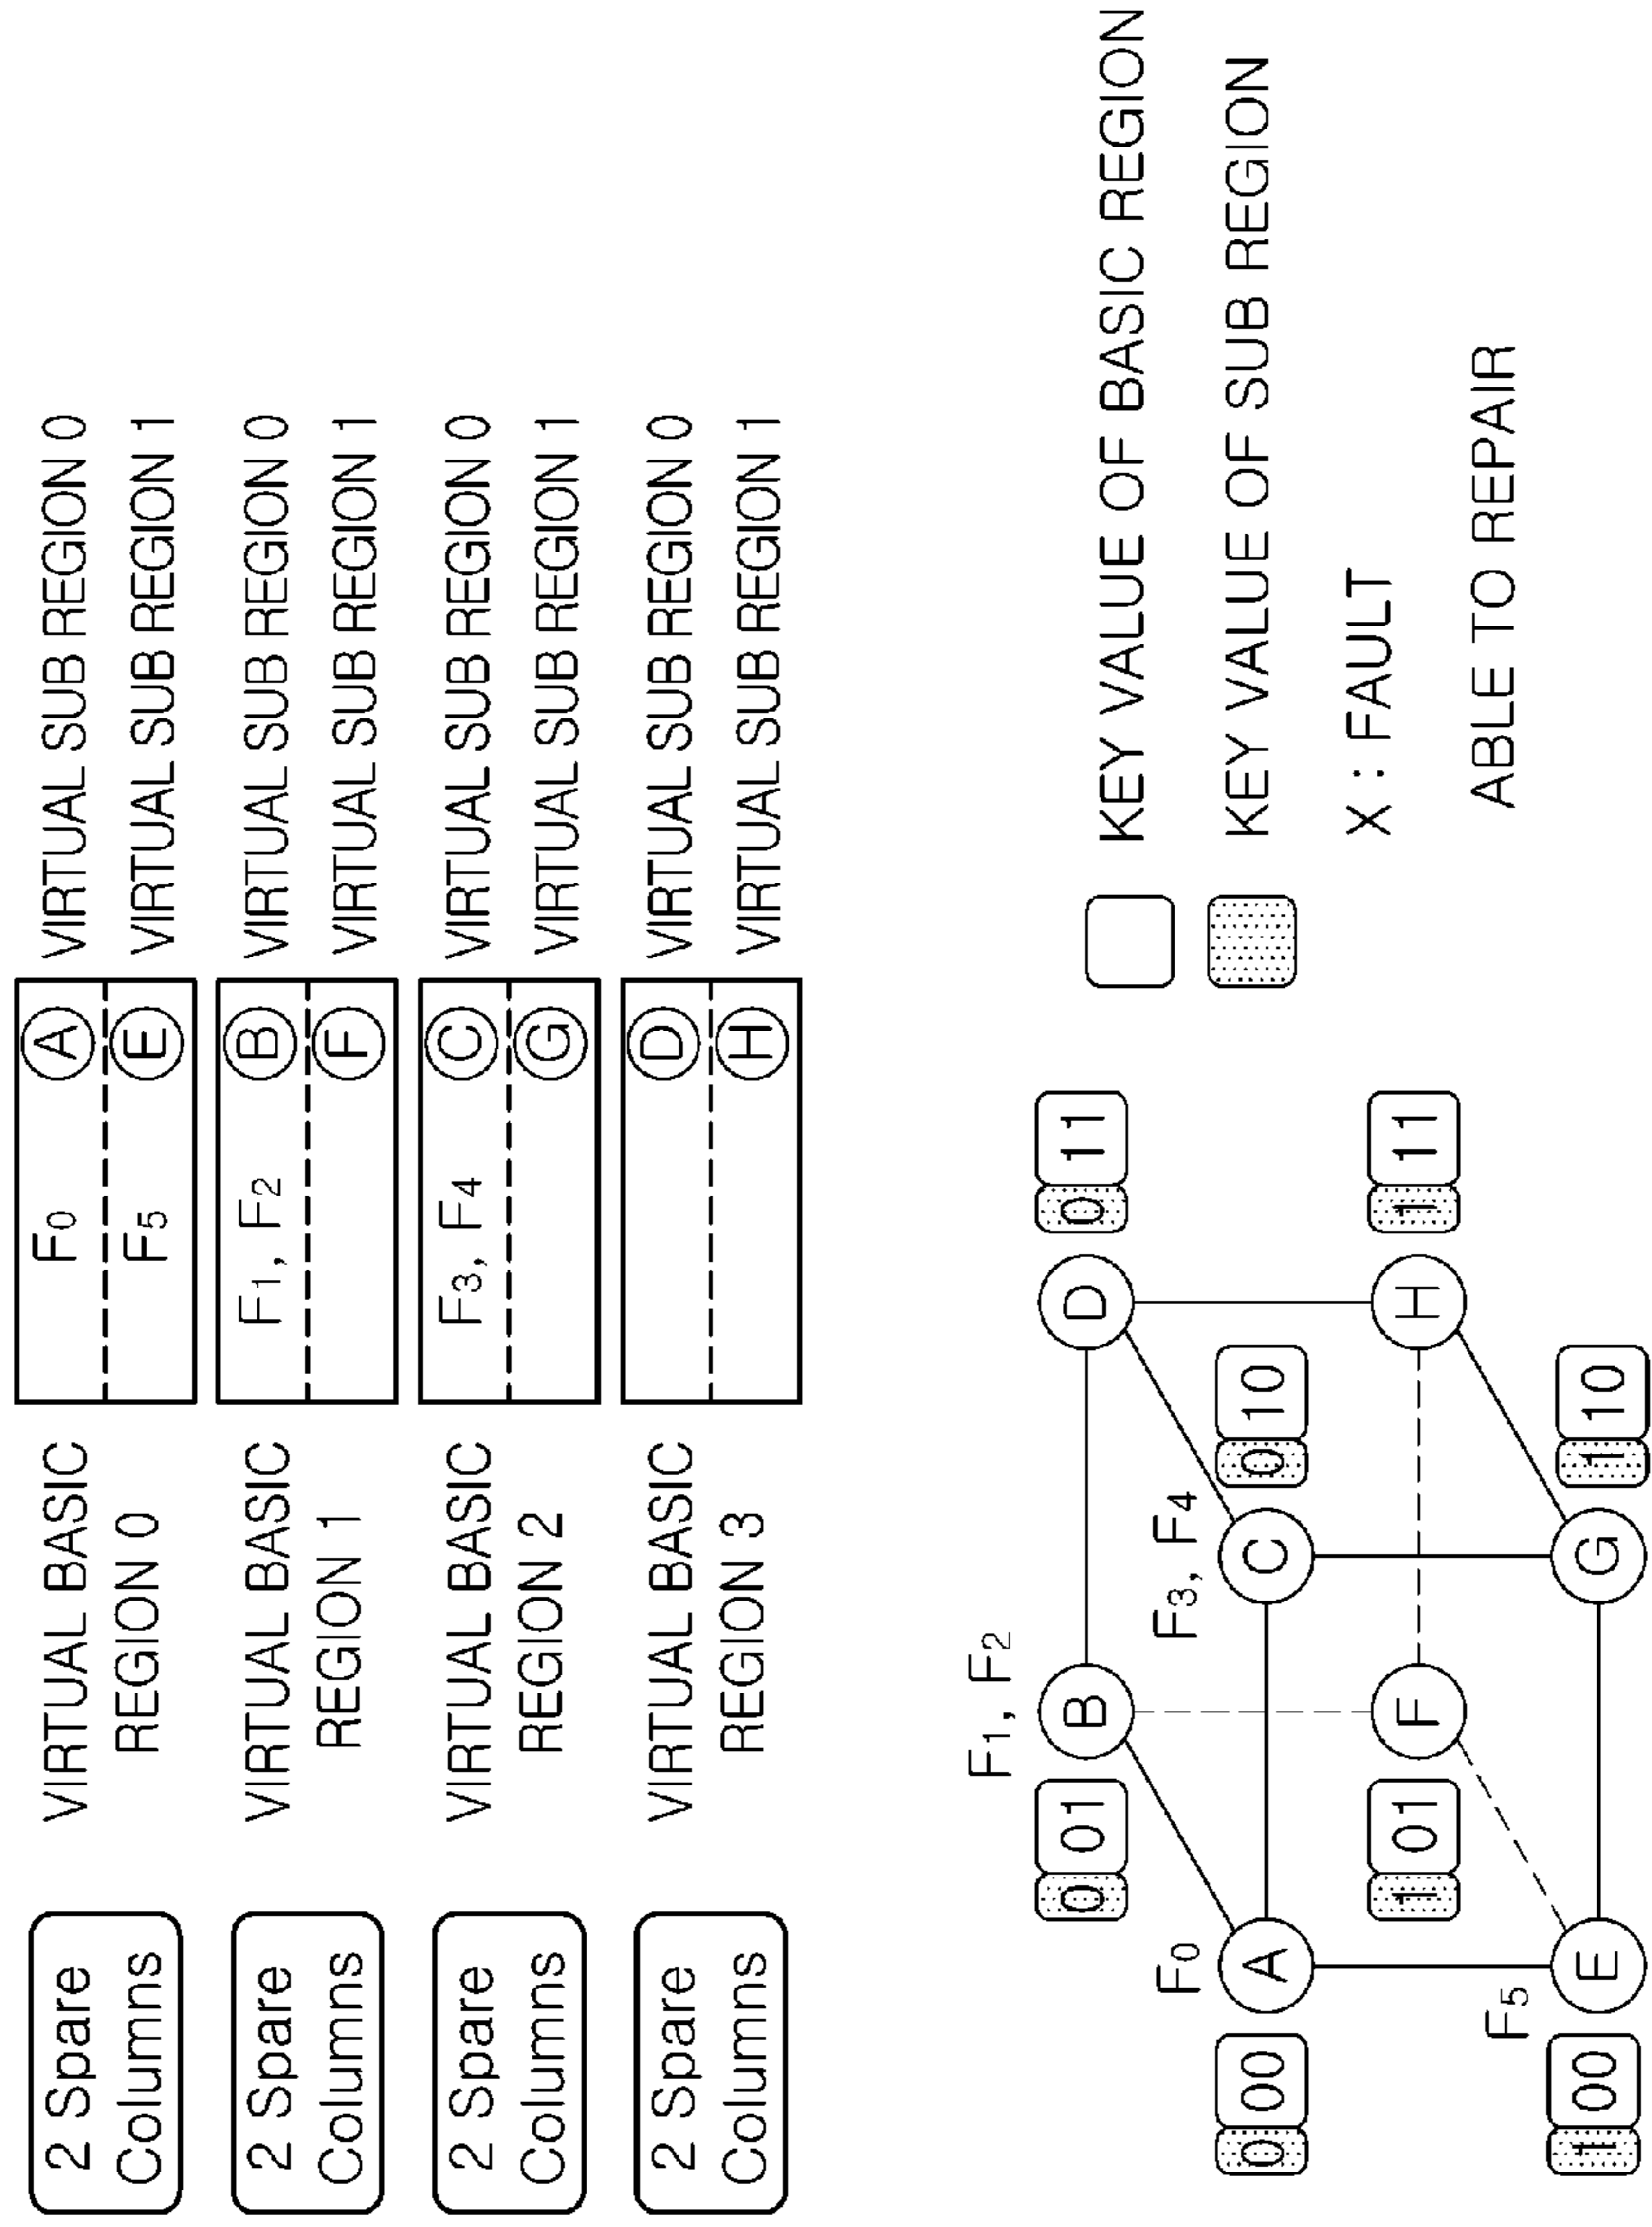 2 Spare
Columns
VIRTUAL BASIC
REGION 0
F0
A
VIRTUAL SUB REGION 0
F5
E
VIRTUAL SUB REGION 1
2 Spare
Columns
VIRTUAL BASIC
REGION 1
F1, F2
B
VIRTUAL SUB REGION 0
F
VIRTUAL SUB REGION 1
2 Spare
Columns
VIRTUAL BASIC
REGION 2
F3, F4
C
VIRTUAL SUB REGION 0
G
VIRTUAL SUB REGION 1
2 Spare
Columns
VIRTUAL BASIC
REGION 3
D
VIRTUAL SUB REGION 0
H
VIRTUAL SUB REGION 1
F1, F2
0 01
B
D
0 11
F0
F3, F4
0 00
A
C
0 10
1 01
F
H
1 11
F5
1 00
E
G
1 10
KEY VALUE OF BASIC REGION
KEY VALUE OF SUB REGION
X : FAULT
ABLE TO REPAIR